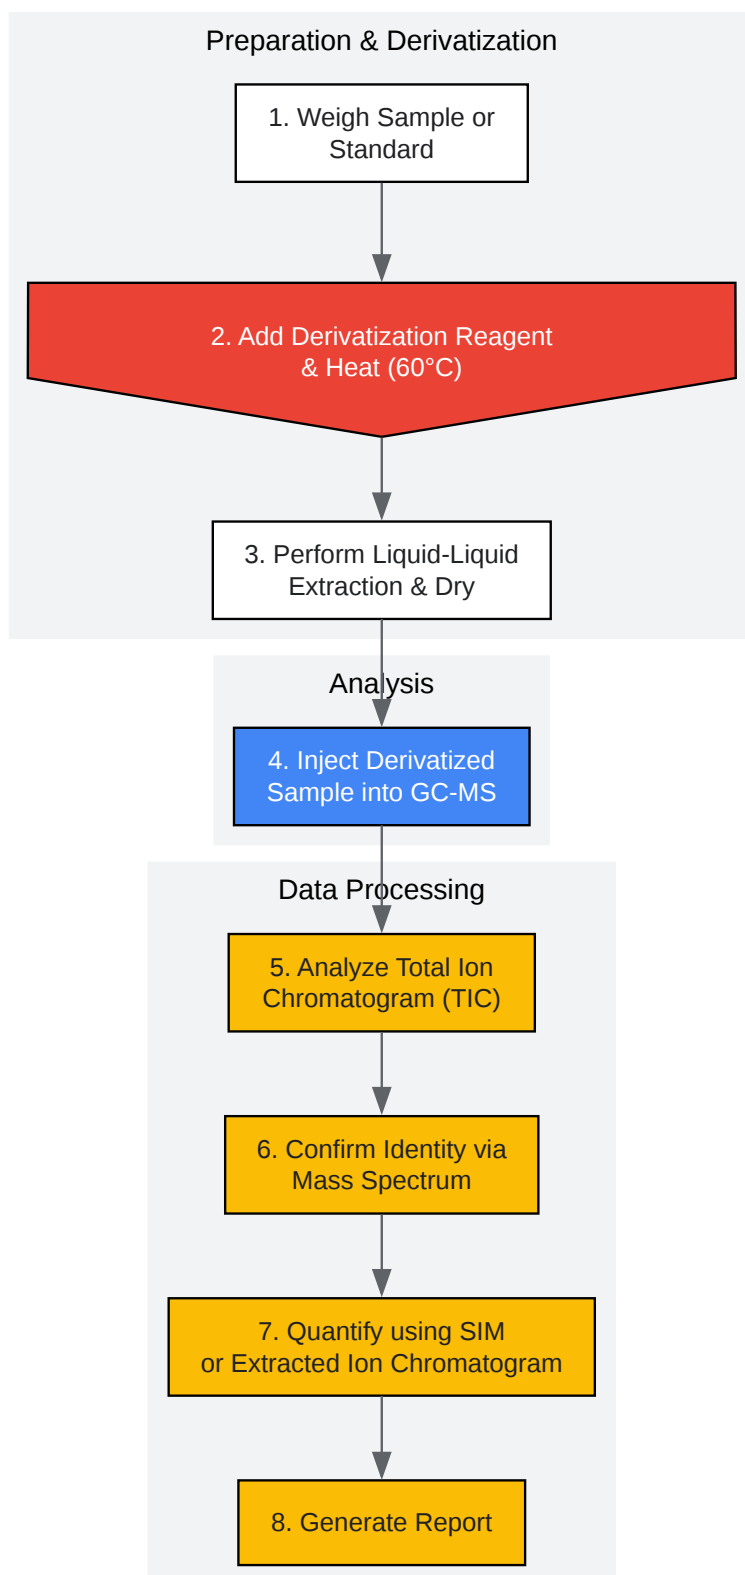 Preparation & Derivatization
1. Weigh Sample or
Standard
2. Add Derivatization Reagent
& Heat (60°C)
3. Perform Liquid-Liquid
Extraction & Dry
Analysis
4. Inject Derivatized
Sample into GC-MS
Data Processing
5. Analyze Total Ion
Chromatogram (TIC)
6. Confirm Identity via
Mass Spectrum
7. Quantify using SIM
or Extracted Ion Chromatogram
8. Generate Report